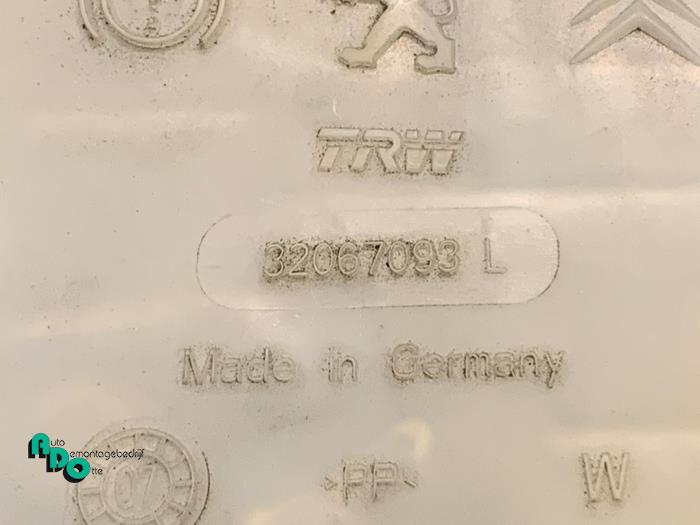 TRW
32067093 L
Made in Germany
Auto
Demontagebedrijf
Otte
07
>PP<
W